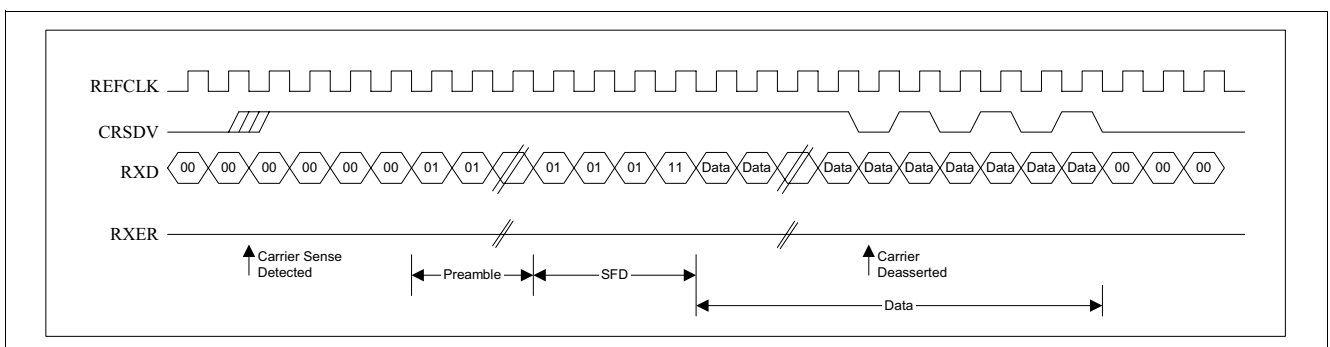 REFCLK
CRSDV
RXD 00 00 00 00 00 00 01 01 01 01 01 11 Data Data Data Data Data Data Data Data Data 00 00 00
RXER
Carrier Sense
Detected
Carrier
Deasserted
Preamble
SFD
Data